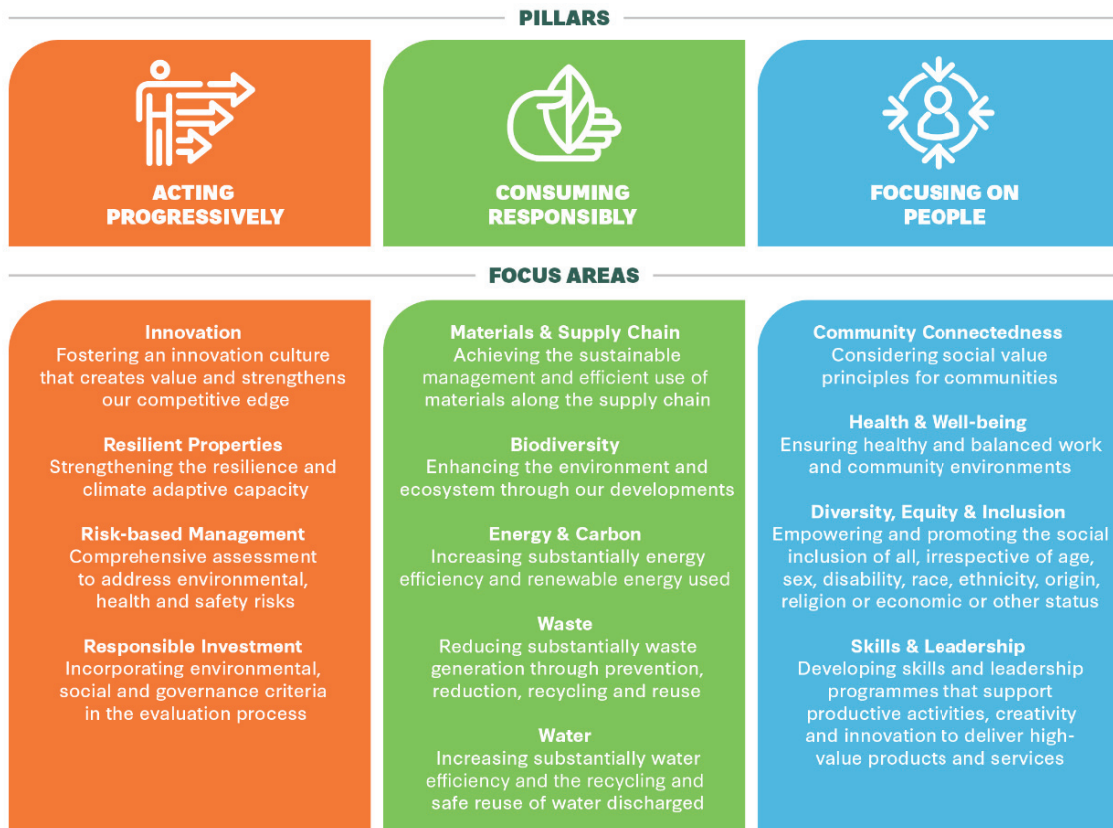 PILLARS
ACTING
PROGRESSIVELY
CONSUMING
RESPONSIBLY
FOCUSING ON
PEOPLE
FOCUS AREAS
Innovation
Fostering an innovation culture
that creates value and strengthens
our competitive edge
Resilient Properties
Strengthening the resilience and
climate adaptive capacity
Risk-based Management
Comprehensive assessment
to address environmental,
health and safety risks
Responsible Investment
Incorporating environmental,
social and governance criteria
in the evaluation process
Materials & Supply Chain
Achieving the sustainable
management and efficient use of
materials along the supply chain
Biodiversity
Enhancing the environment and
ecosystem through our developments
Energy & Carbon
Increasing substantially energy
efficiency and renewable energy used
Waste
Reducing substantially waste
generation through prevention,
reduction, recycling and reuse
Water
Increasing substantially water
efficiency and the recycling and
safe reuse of water discharged
Community Connectedness
Considering social value
principles for communities
Health & Well-being
Ensuring healthy and balanced work
and community environments
Diversity, Equity & Inclusion
Empowering and promoting the social
inclusion of all, irrespective of age,
sex, disability, race, ethnicity, origin,
religion or economic or other status
Skills & Leadership
Developing skills and leadership
programmes that support
productive activities, creativity
and innovation to deliver high-
value products and services